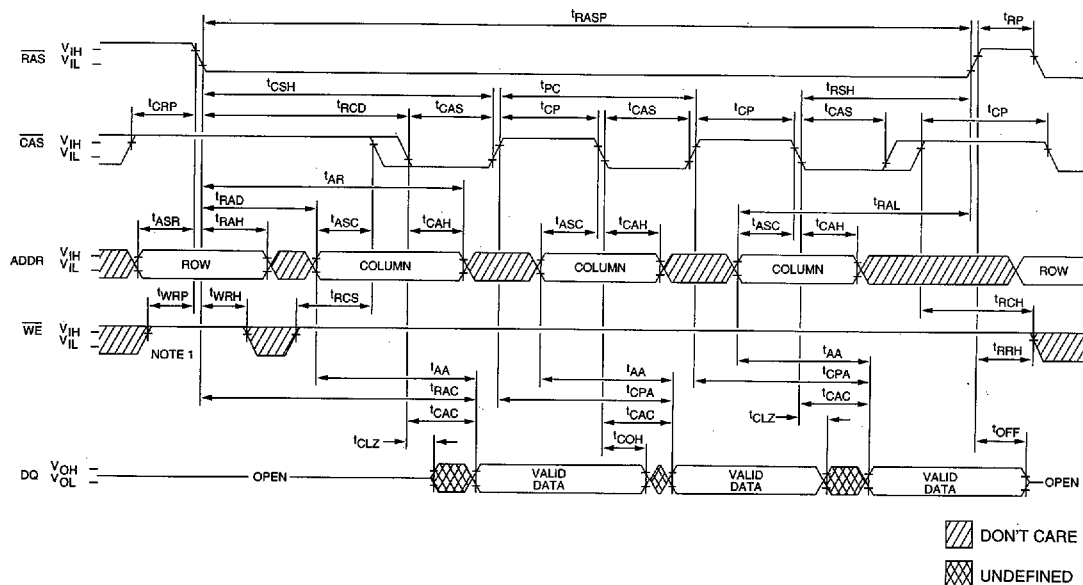 tRASP tRP
RAS VIH VIL
tCSH tPC tRSH
tCRP tRCD tCAS tCP tCAS tCP tCAS tCP
CAS VIH VIL
tAR
tRAD tRAL
tASR tRAH tASC tCAH tASC tCAH tASC tCAH
ADDR VIH VIL ROW COLUMN COLUMN COLUMN ROW
tWRP tWRH tRCS tRCH
WE VIH VIL
NOTE 1 tRRH
tAA tAA tAA
tRAC tCPA tCPA
tCAC tCAC tCAC
tCLZ tCOH tCLZ tOFF
DQ VOH VOL OPEN VALID DATA VALID DATA VALID DATA OPEN
DON'T CARE
UNDEFINED